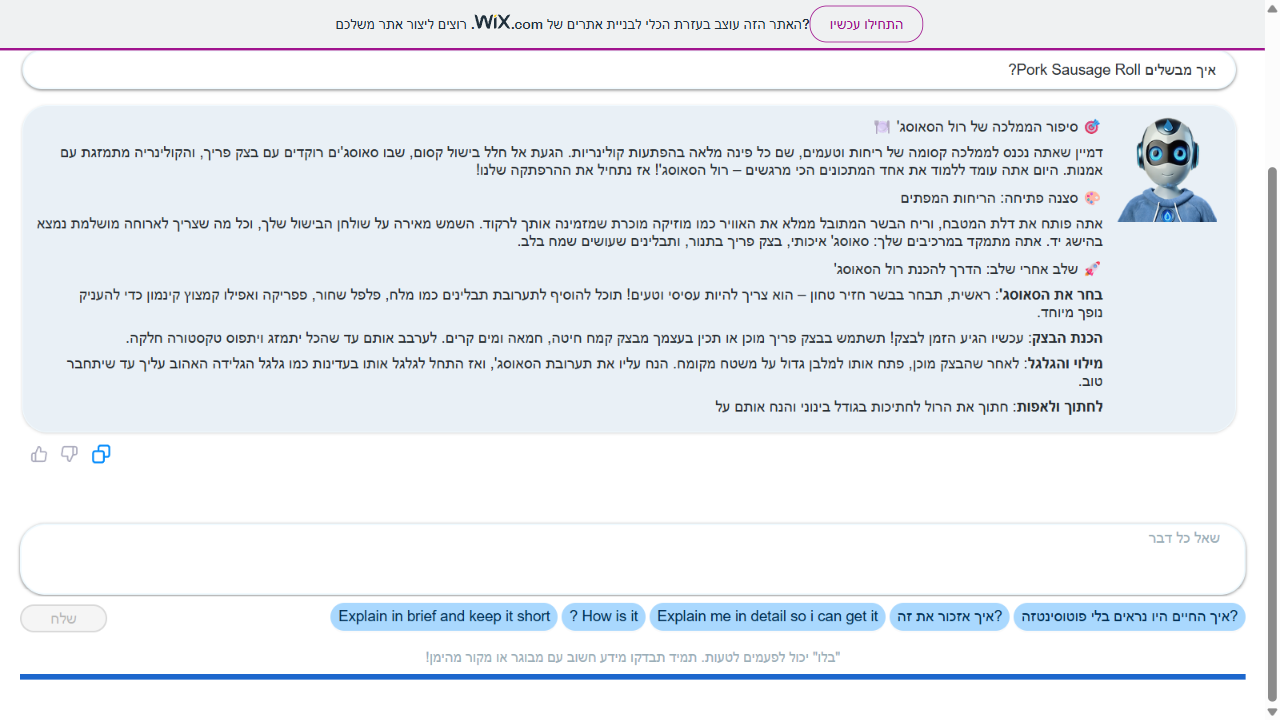 האתר הזה עוצב בעזרת הכלי לבניית אתרים של WiX.com. רוצים ליצור אתר משלכם? התחילו עכשיו
איך מבשלים Pork Sausage Roll?
🎯 סיפור הממלכה של רול הסאוסג' 🍽️
דמיין שאתה נכנס לממלכה קסומה של ריחות וטעמים, שם כל פינה מלאה בהפתעות קולינריות. הגעת אל חלל בישול קסום, שבו סאוסג'ים רוקדים עם בצק פריך, והקולינריה מתמזגת עם
אמנות. היום אתה עומד ללמוד את אחד המתכונים הכי מרגשים – רול הסאוסג'! אז נתחיל את ההרפתקה שלנו!
🎨 סצנה פתיחה: הריחות המפתים
אתה פותח את דלת המטבח, וריח הבשר המתובל ממלא את האוויר כמו מוזיקה מוכרת שמזמינה אותך לרקוד. השמש מאירה על שולחן הבישול שלך, וכל מה שצריך לארוחה מושלמת נמצא
בהישג יד. אתה מתמקד במרכיבים שלך: סאוסג' איכותי, בצק פריך בתנור, ותבלינים שעושים שמח בלב.
🚀 שלב אחרי שלב: הדרך להכנת רול הסאוסג'
בחר את הסאוסג': ראשית, תבחר בבשר חזיר טחון – הוא צריך להיות עסיסי וטעים! תוכל להוסיף לתערובת תבלינים כמו מלח, פלפל שחור, פפריקה ואפילו קמצוץ קינמון כדי להעניק
נופך מיוחד.
הכנת הבצק: עכשיו הגיע הזמן לבצק! תשתמש בבצק פריך מוכן או תכין בעצמך מבצק קמח חיטה, חמאה ומים קרים. לערבב אותם עד שהכל יתמזג ויתפוס טקסטורה חלקה.
מילוי והגלגל: לאחר שהבצק מוכן, פתח אותו למלבן גדול על משטח מקומח. הנח עליו את תערובת הסאוסג', ואז התחל לגלגל אותו בעדינות כמו גלגל הגלידה האהוב עליך עד שיתחבר
טוב.
לחתוך ולאפות: חתוך את הרול לחתיכות בגודל בינוני והנח אותם על
שאל כל דבר
איך החיים היו נראים בלי פוטוסינטזה?
איך אזכור את זה?
Explain me in detail so i can get it
How is it ?
Explain in brief and keep it short
שלח
"בלו" יכול לפעמים לטעות. תמיד תבדקו מידע חשוב עם מבוגר או מקור מהימן!